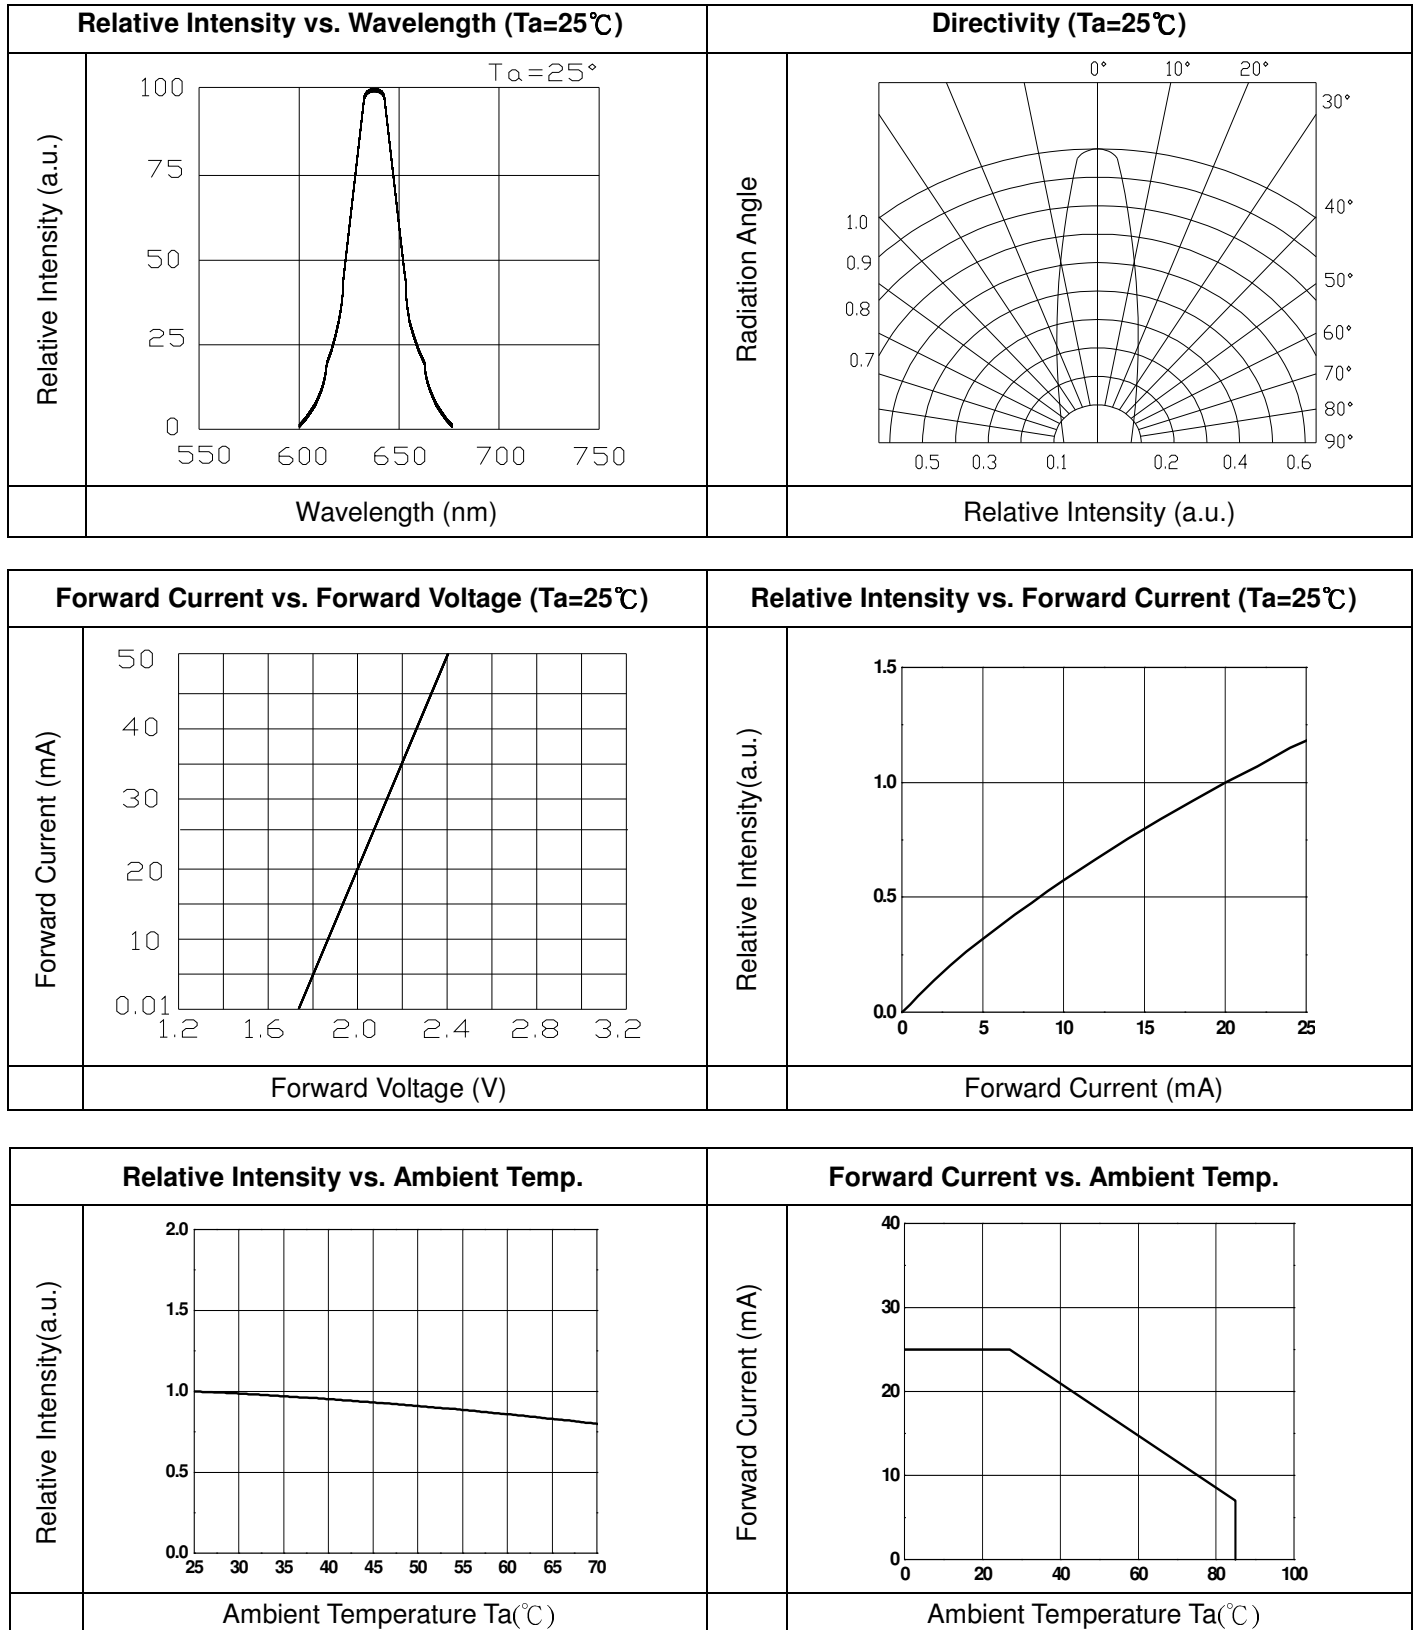 Relative Intensity vs. Wavelength (Ta=25℃)
Directivity (Ta=25℃)
Relative Intensity (a.u.)
Ta=25°
100
75
50
25
0
550 600 650 700 750
Wavelength (nm)
Radiation Angle
0° 10° 20°
30°
40°
50°
60°
70°
80°
90°
1.0
0.9
0.8
0.7
0.5 0.3 0.1 0.2 0.4 0.6
Relative Intensity (a.u.)
Forward Current vs. Forward Voltage (Ta=25℃)
Relative Intensity vs. Forward Current (Ta=25℃)
Forward Current (mA)
50
40
30
20
10
0.01
1.2 1.6 2.0 2.4 2.8 3.2
Forward Voltage (V)
Relative Intensity(a.u.)
1.5
1.0
0.5
0.0
0 5 10 15 20 25
Forward Current (mA)
Relative Intensity vs. Ambient Temp.
Forward Current vs. Ambient Temp.
Relative Intensity(a.u.)
2.0
1.5
1.0
0.5
0.0
25 30 35 40 45 50 55 60 65 70
Ambient Temperature Ta(℃)
Forward Current (mA)
40
30
20
10
0
0 20 40 60 80 100
Ambient Temperature Ta(℃)